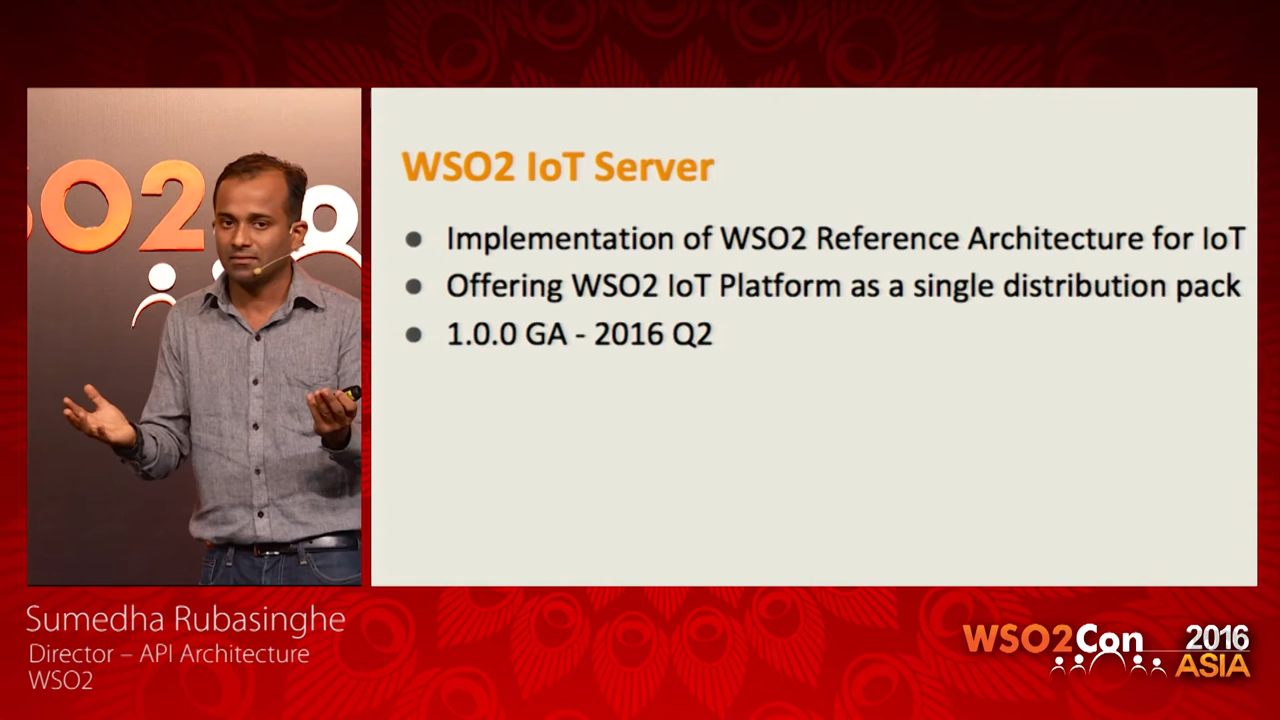 SO2
WSO2 IoT Server
Implementation of WSO2 Reference Architecture for IoT
Offering WSO2 IoT Platform as a single distribution pack
1.0.0 GA - 2016 Q2
Sumedha Rubasinghe
Director – API Architecture
WSO2
WSO2Con 2016
ASIA